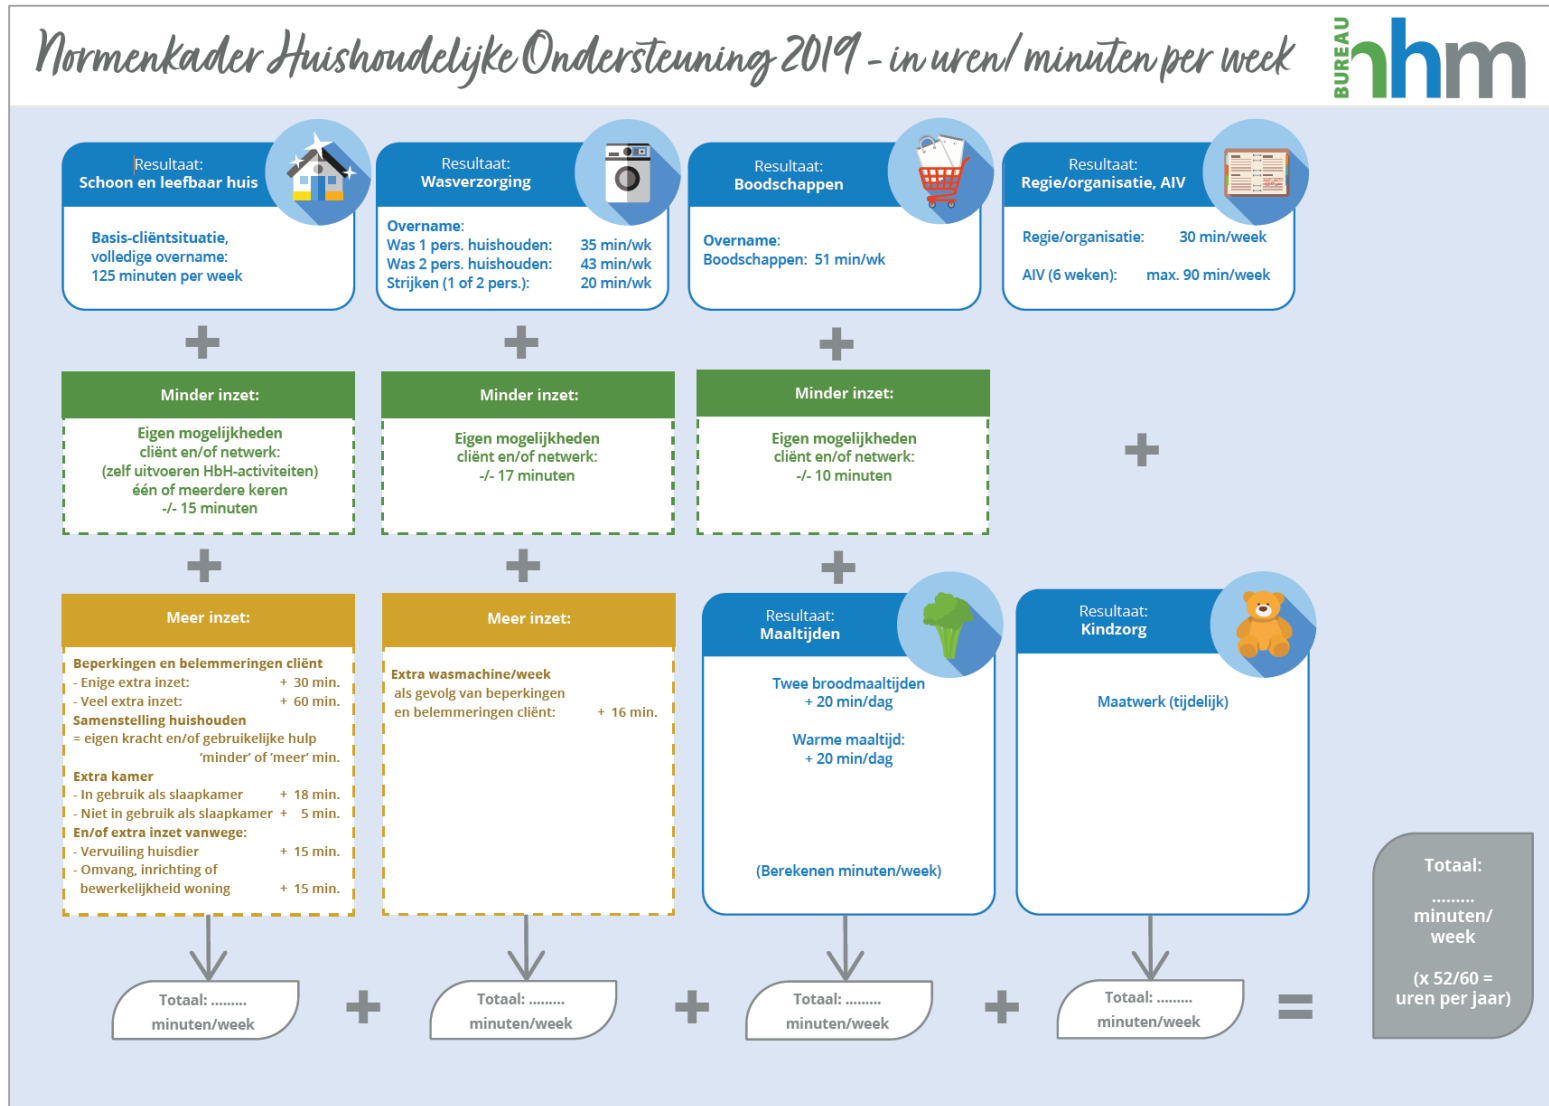 Normenkader Huishoudelijke Ondersteuning 2019 - in uren/ minuten per week
BUREAU nhm
Resultaat:
Schoon en leefbaar huis
Basis-cliëntsituatie,
volledige overname:
125 minuten per week
Resultaat:
Wasverzorging
Overname:
Was 1 pers. huishouden: 35 min/wk
Was 2 pers. huishouden: 43 min/wk
Strijken (1 of 2 pers.): 20 min/wk
Resultaat:
Boodschappen
Overname:
Boodschappen: 51 min/wk
Resultaat:
Regie/organisatie, AIV
Regie/organisatie: 30 min/week
AIV (6 weken): max. 90 min/week
+
+
+
Minder inzet:
Eigen mogelijkheden
cliënt en/of netwerk:
(zelf uitvoeren HbH-activiteiten)
één of meerdere keren
-/- 15 minuten
Minder inzet:
Eigen mogelijkheden
cliënt en/of netwerk:
-/- 17 minuten
Minder inzet:
Eigen mogelijkheden
cliënt en/of netwerk:
-/- 10 minuten
+
+
+
+
Meer inzet:
Beperkingen en belemmeringen cliënt
- Enige extra inzet: + 30 min.
- Veel extra inzet: + 60 min.
Samenstelling huishouden
= eigen kracht en/of gebruikelijke hulp
‘minder’ of ‘meer’ min.
Extra kamer
- In gebruik als slaapkamer + 18 min.
- Niet in gebruik als slaapkamer + 5 min.
En/of extra inzet vanwege:
- Vervuiling huisdier + 15 min.
- Omvang, inrichting of
bewerkelijkheid woning + 15 min.
Meer inzet:
Extra wasmachine/week
als gevolg van beperkingen
en belemmeringen cliënt: + 16 min.
Resultaat:
Maaltijden
Twee broodmaaltijden
+ 20 min/dag
Warme maaltijd:
+ 20 min/dag
(Berekenen minuten/week)
Resultaat:
Kindzorg
Maatwerk (tijdelijk)
Totaal: .........
minuten/week
+
Totaal: .........
minuten/week
+
Totaal: .........
minuten/week
+
Totaal: .........
minuten/week
=
Totaal:
.........
minuten/
week
(x 52/60 =
uren per jaar)